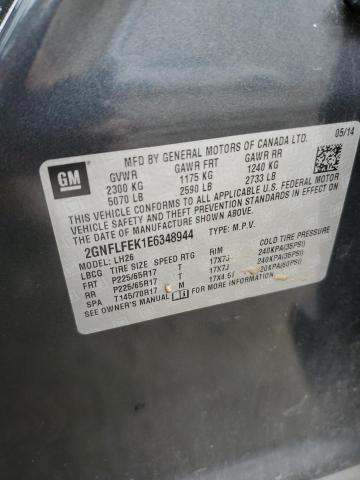 GM
MFD BY GENERAL MOTORS OF CANADA LTD. 05/14
GVWR GAWR FRT GAWR RR
2300 KG 1175 KG 1240 KG
5070 LB 2590 LB 2733 LB
THIS VEHICLE CONFORMS TO ALL APPLICABLE U.S. FEDERAL MOTOR
VEHICLE SAFETY, BUMPER, AND THEFT PREVENTION STANDARDS IN
EFFECT ON THE DATE OF MANUFACTURE SHOWN ABOVE.
2GNFLFEK1E6348944 TYPE: M.P.V.
MODEL: LH26
LBCG TIRE SIZE SPEED RTG RIM COLD TIRE PRESSURE
FRT P225/65R17 T 17X7J 240KPA(35PSI)
RR P225/65R17 T 17X7J 240KPA(35PSI)
SPA T145/70R17 M 17X4.5T 20KPA(60PSI)
SEE OWNER'S MANUAL FOR